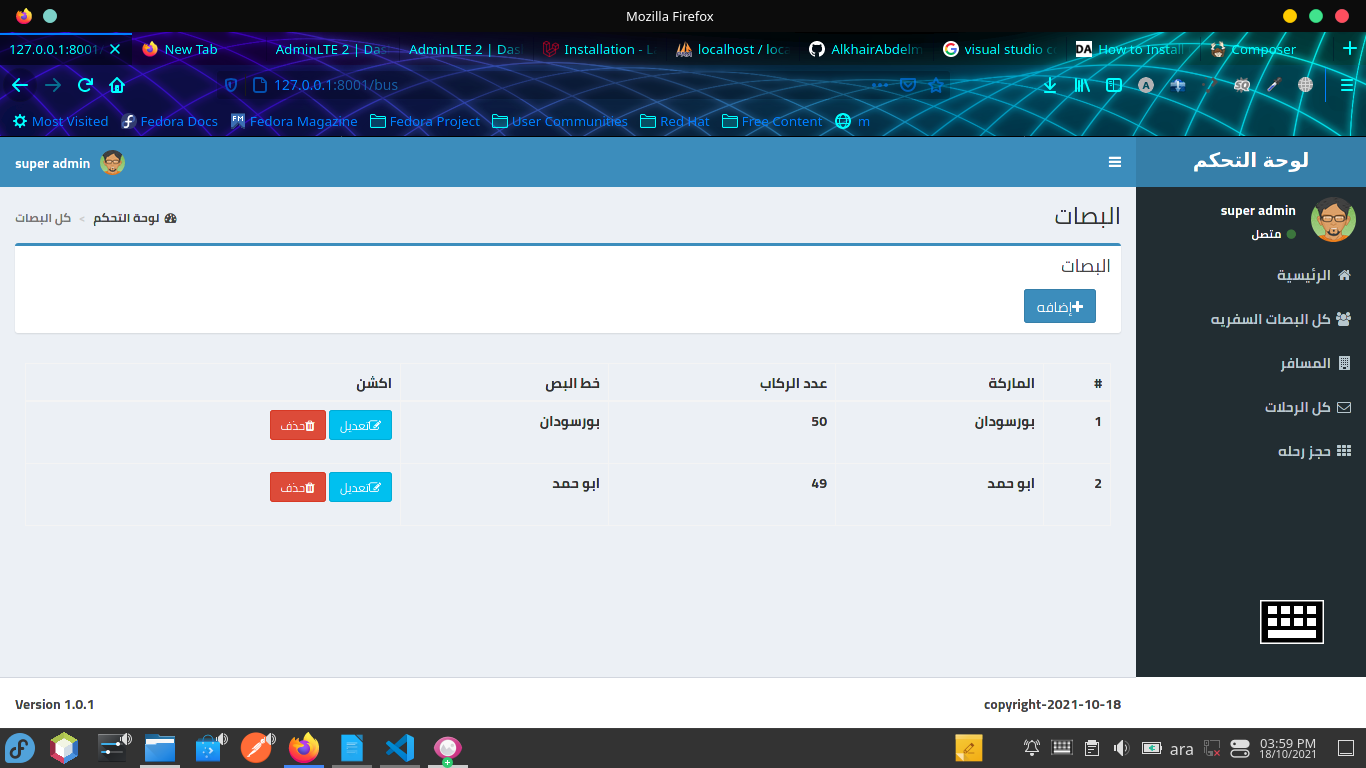 Mozilla Firefox
127.0.0.1:8001/
New Tab
AdminLTE 2 | Das
AdminLTE 2 | Das
Installation - L
localhost / loca
AlkhairAbdelm
visual studio co
How to Install
Composer
127.0.0.1:8001/bus
Most Visited
Fedora Docs
Fedora Magazine
Fedora Project
User Communities
Red Hat
Free Content
m
لوحة التحكم
super admin
super admin
متصل
الرئيسية
كل البصات السفريه
المسافر
كل الرحلات
حجز رحله
البصات
لوحة التحكم > كل البصات
البصات
إضافه
# الماركة عدد الركاب خط البص اكشن
1 بورسودان 50 بورسودان تعديل حذف
2 ابو حمد 49 ابو حمد تعديل حذف
copyright-2021-10-18
Version 1.0.1
ara
03:59 PM
18/10/2021